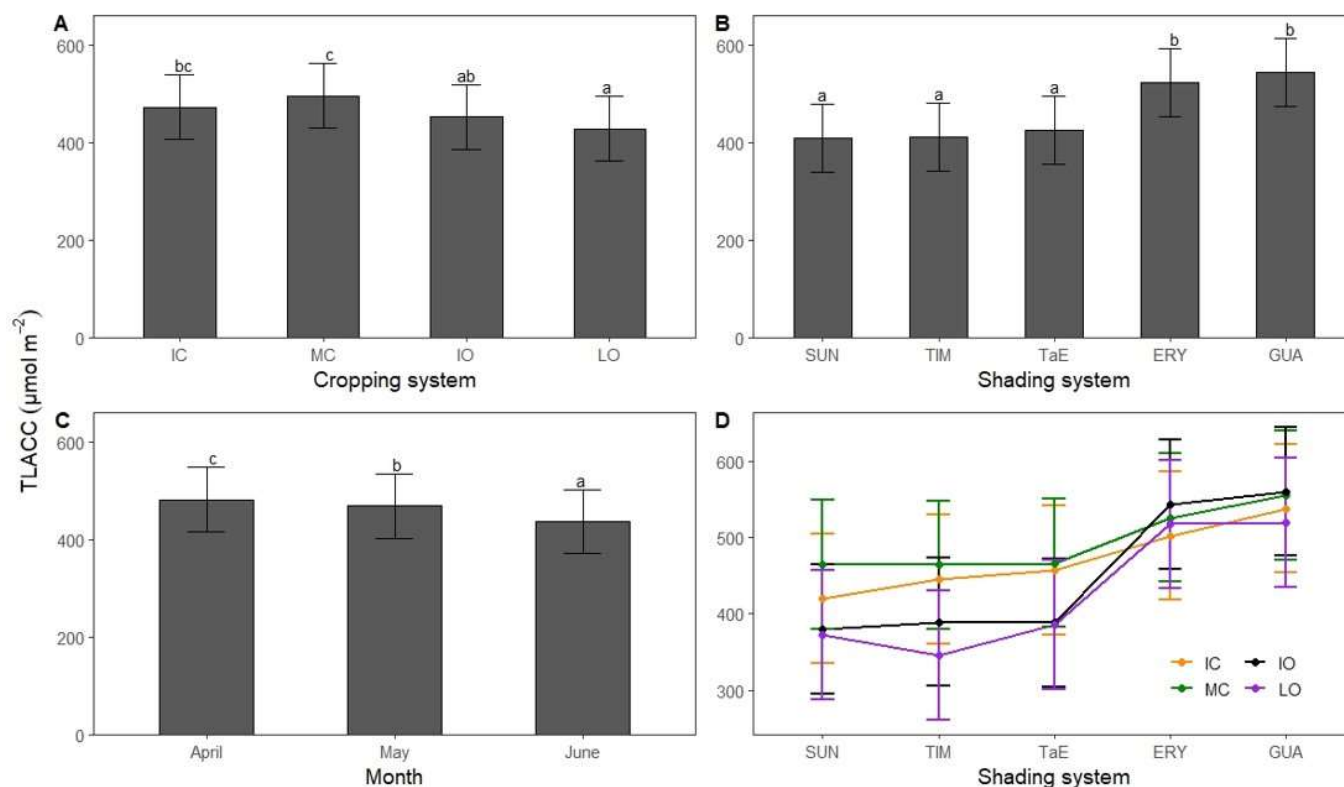 TLACC (µmol m⁻²)
A
600
400
200
0
bc
c
ab
a
IC MC IO LO
Cropping system
B
600
400
200
0
a
a
a
b
b
SUN TIM TaE ERY GUA
Shading system
C
600
400
200
0
c
b
a
April May June
Month
D
600
500
400
300
IC IO
MC LO
SUN TIM TaE ERY GUA
Shading system